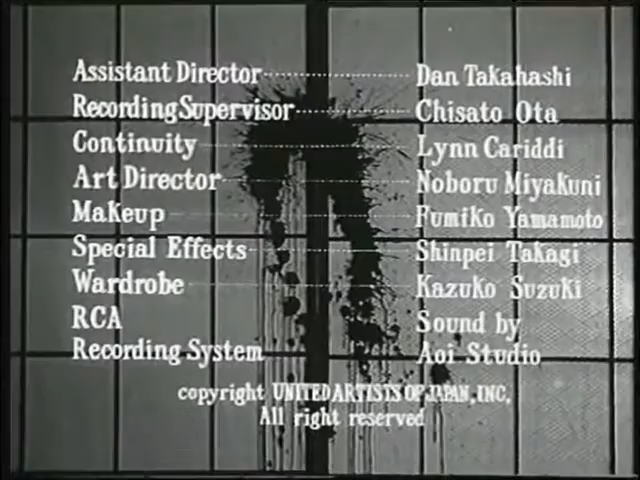 Assistant Director Dan Takahashi
Recording Supervisor Chisato Ota
Continuity Lynn Cariddi
Art Director Noboru Miyakuni
Makeup Fumiko Yamamoto
Special Effects Shinpei Takagi
Wardrobe Kazuko Suzuki
RCA Sound by
Recording System Aoi Studio
copyright UNITED ARTISTS OF JAPAN, INC.
All right reserved